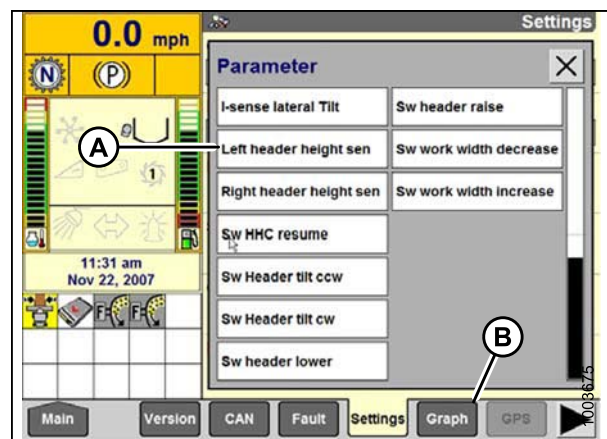 0.0 mph
Settings
N
(P)
Parameter
I-sense lateral Tilt
Sw header raise
A
Left header height sen
Sw work width decrease
1
Right header height sen
Sw work width increase
Sw HHC resume
11:31 am
Nov 22, 2007
Sw Header tilt ccw
F
F
Sw Header tilt cw
B
Sw header lower
1003675
Main
Version
CAN
Fault
Settings
Graph
GPS